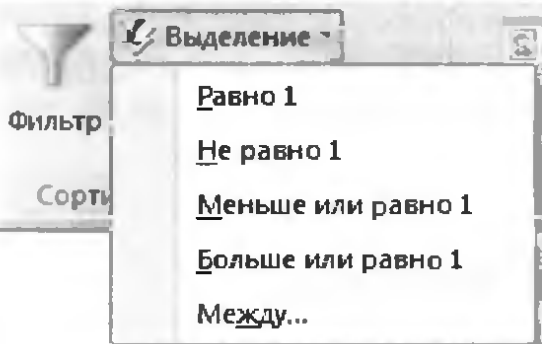 Выделение
Фильтр
Сорти
Равно 1
Не равно 1
Меньше или равно 1
Больше или равно 1
Между...